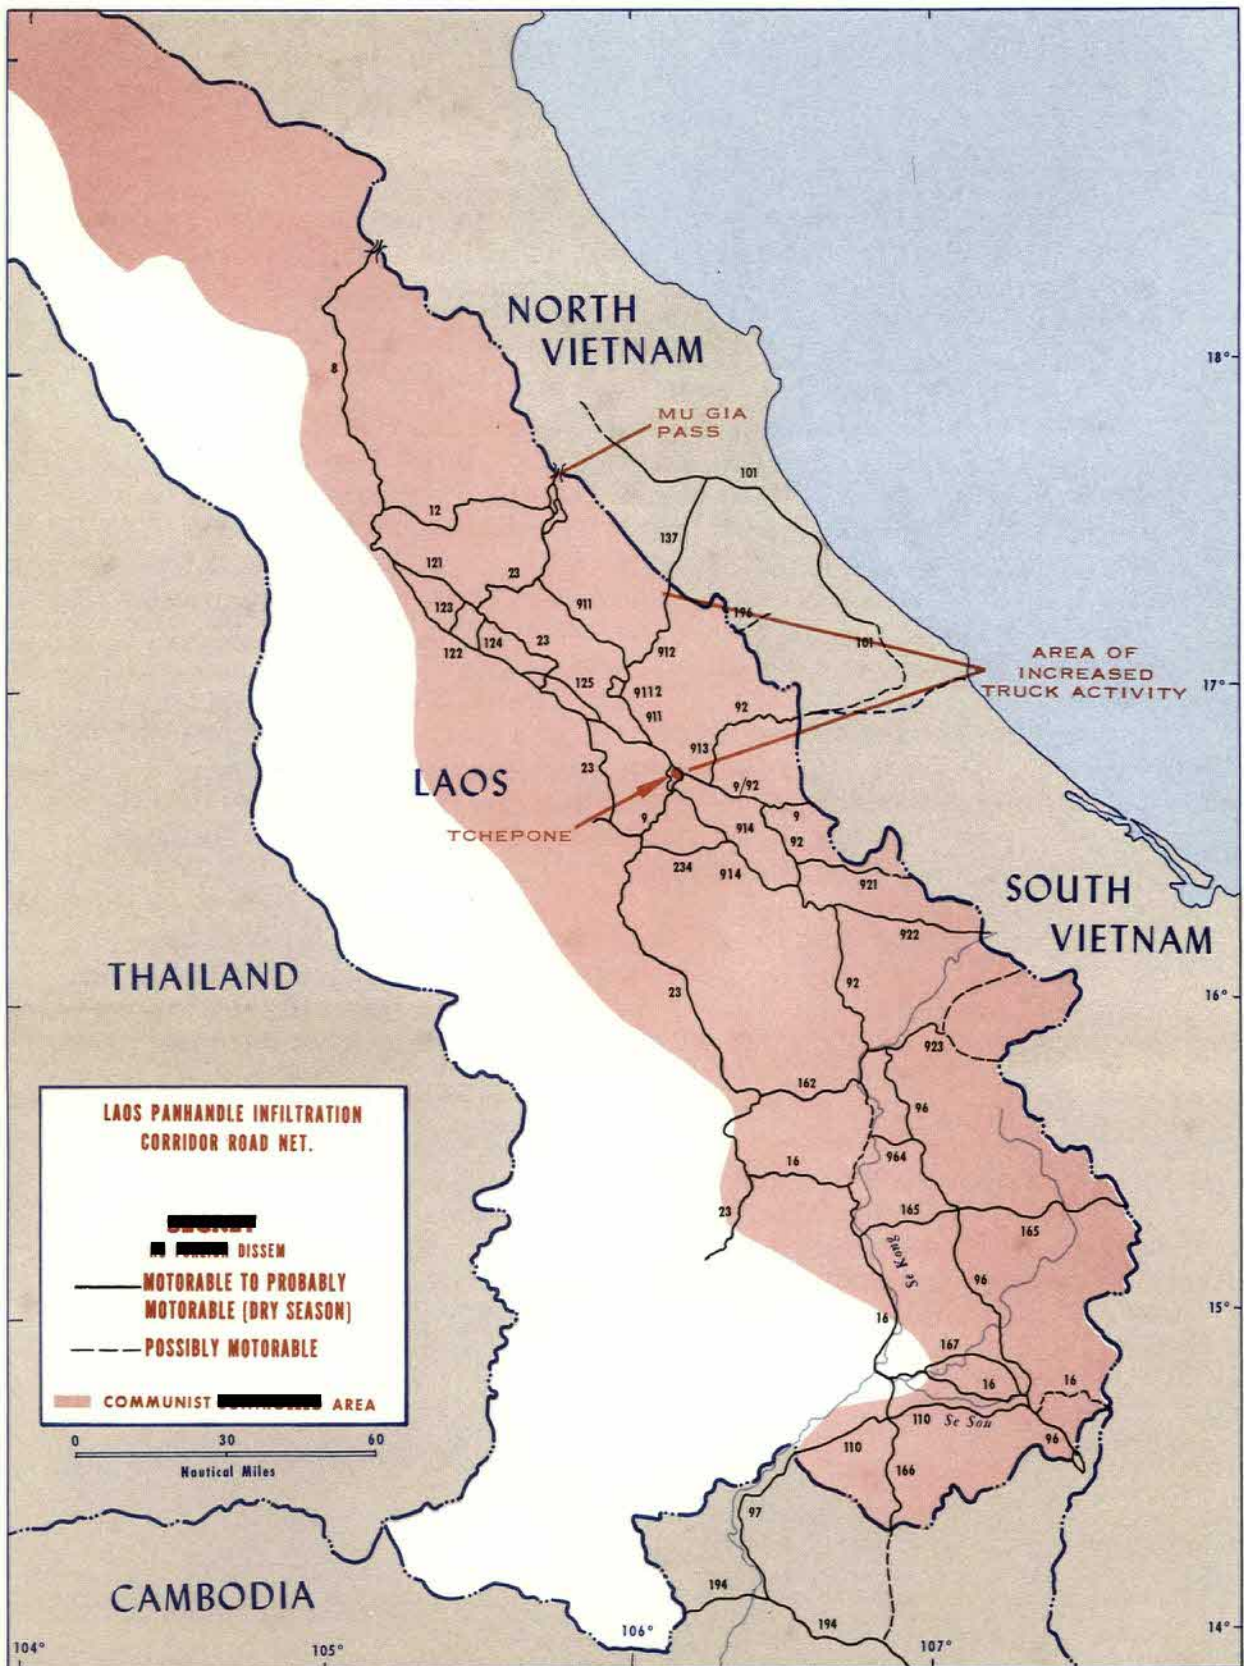 NORTH
VIETNAM
18°
8
MU GIA
PASS
101
12
137
121
23
911
123
196
124
23
122
912
101
AREA OF
INCREASED
TRUCK ACTIVITY
125
9112
17°
92
911
913
23
LAOS
9/92
TCHEPONE
9
914
9
92
234
914
921
SOUTH
VIETNAM
922
THAILAND
23
92
16°
923
162
96
964
16
23
165
165
Se Kong
96
16
15°
167
16
16
110
Se San
110
96
166
97
LAOS PANHANDLE INFILTRATION
CORRIDOR ROAD NET.
DISSEM
MOTORABLE TO PROBABLY
MOTORABLE (DRY SEASON)
POSSIBLY MOTORABLE
COMMUNIST AREA
0 30 60
Nautical Miles
CAMBODIA
194
194
14°
104° 105° 106° 107°